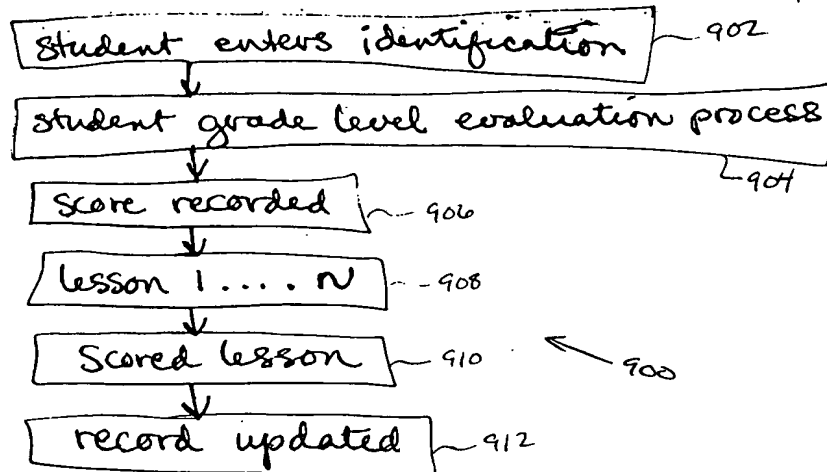 student enters identification 902
student grade level evaluation process
904
score recorded 906
lesson 1 .... N 908
scored lesson 910
900
record updated 912